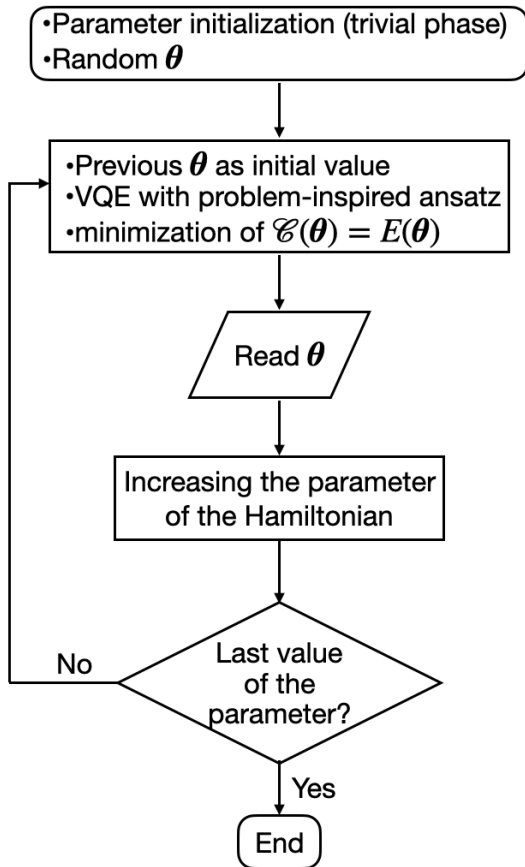 •Parameter initialization (trivial phase)
•Random θ
•Previous θ as initial value
•VQE with problem-inspired ansatz
•minimization of 𝒞(θ) = E(θ)
Read θ
Increasing the parameter
of the Hamiltonian
Last value
of the
parameter?
No
Yes
End